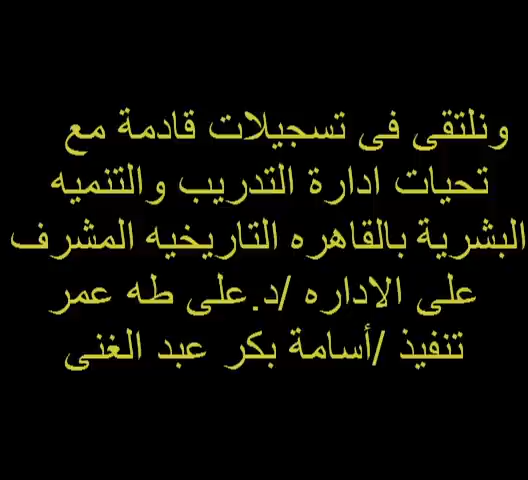 ونلتقى فى تسجيلات قادمة مع
تحيات ادارة التدريب والتنميه
البشرية بالقاهره التاريخيه المشرف
على الاداره /د.على طه عمر
تنفيذ /أسامة بكر عبد الغنى